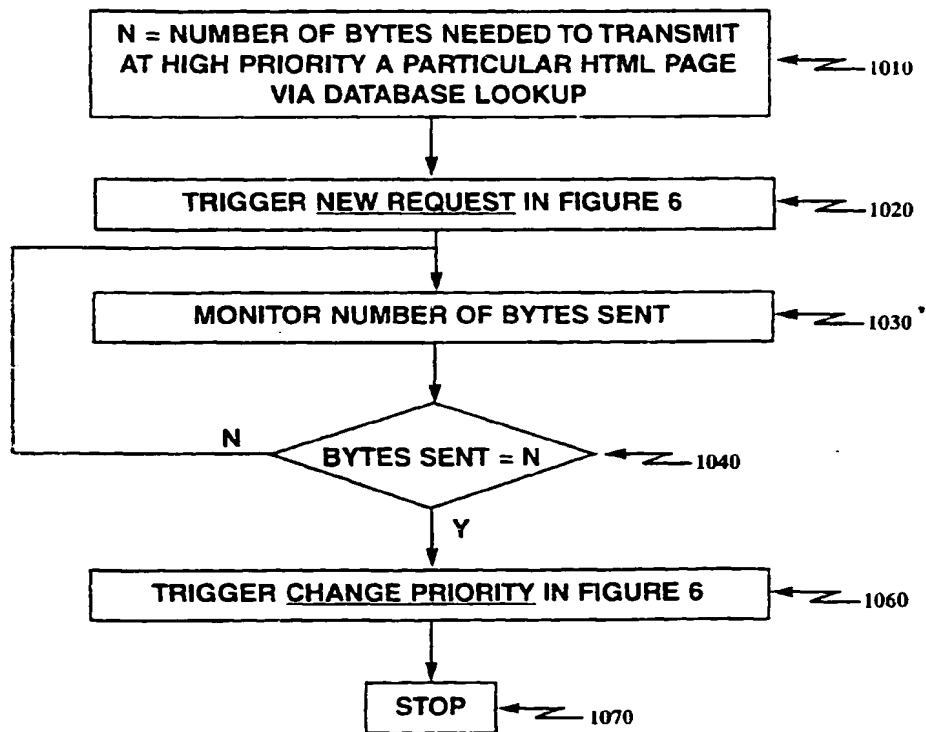 N = NUMBER OF BYTES NEEDED TO TRANSMIT
AT HIGH PRIORITY A PARTICULAR HTML PAGE
VIA DATABASE LOOKUP
1010
TRIGGER NEW REQUEST IN FIGURE 6
1020
MONITOR NUMBER OF BYTES SENT
1030
N
BYTES SENT = N
1040
Y
TRIGGER CHANGE PRIORITY IN FIGURE 6
1060
STOP
1070